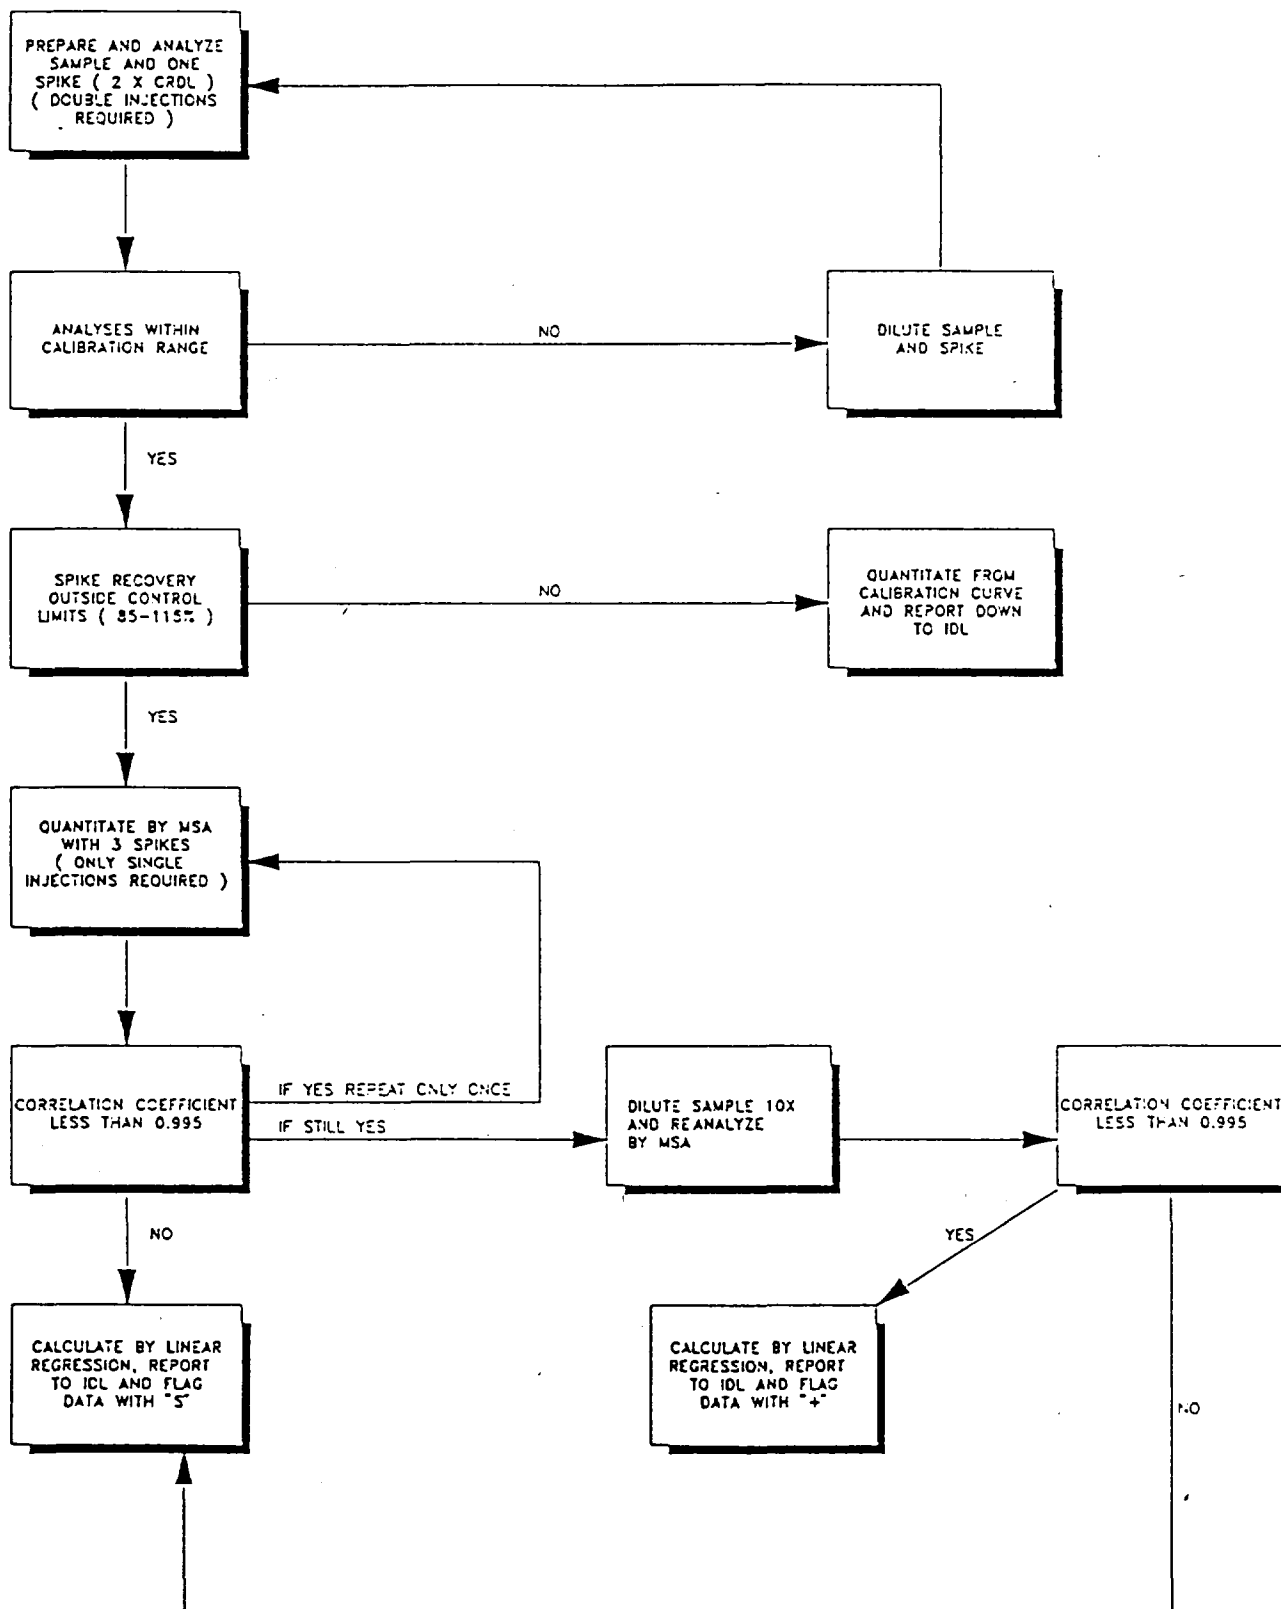 PREPARE AND ANALYZE
SAMPLE AND ONE
SPIKE ( 2 X CRDL )
( DOUBLE INJECTIONS
REQUIRED )
ANALYSES WITHIN
CALIBRATION RANGE
NO
DILUTE SAMPLE
AND SPIKE
YES
SPIKE RECOVERY
OUTSIDE CONTROL
LIMITS ( 85-115% )
NO
QUANTITATE FROM
CALIBRATION CURVE
AND REPORT DOWN
TO IDL
YES
QUANTITATE BY MSA
WITH 3 SPIKES
( ONLY SINGLE
INJECTIONS REQUIRED )
CORRELATION COEFFICIENT
LESS THAN 0.995
IF YES REPEAT ONLY ONCE
IF STILL YES
DILUTE SAMPLE 10X
AND REANALYZE
BY MSA
CORRELATION COEFFICIENT
LESS THAN 0.995
NO
YES
CALCULATE BY LINEAR
REGRESSION, REPORT
TO IDL AND FLAG
DATA WITH "S"
CALCULATE BY LINEAR
REGRESSION, REPORT
TO IDL AND FLAG
DATA WITH "+"
NO